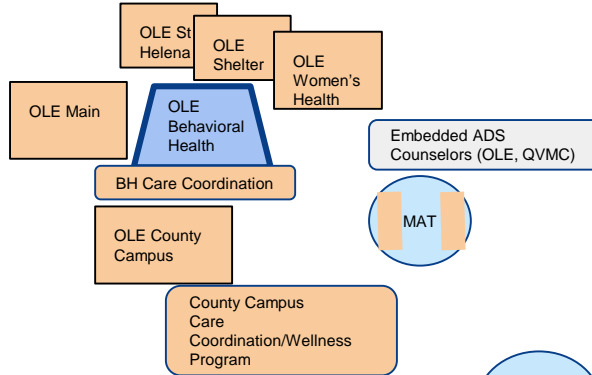 OLE St
Helena
OLE
Shelter
OLE
Women's
Health
OLE Main
OLE
Behavioral
Health
Embedded ADS
Counselors (OLE, QVMC)
BH Care Coordination
MAT
OLE County
Campus
County Campus
Care
Coordination/Wellness
Program